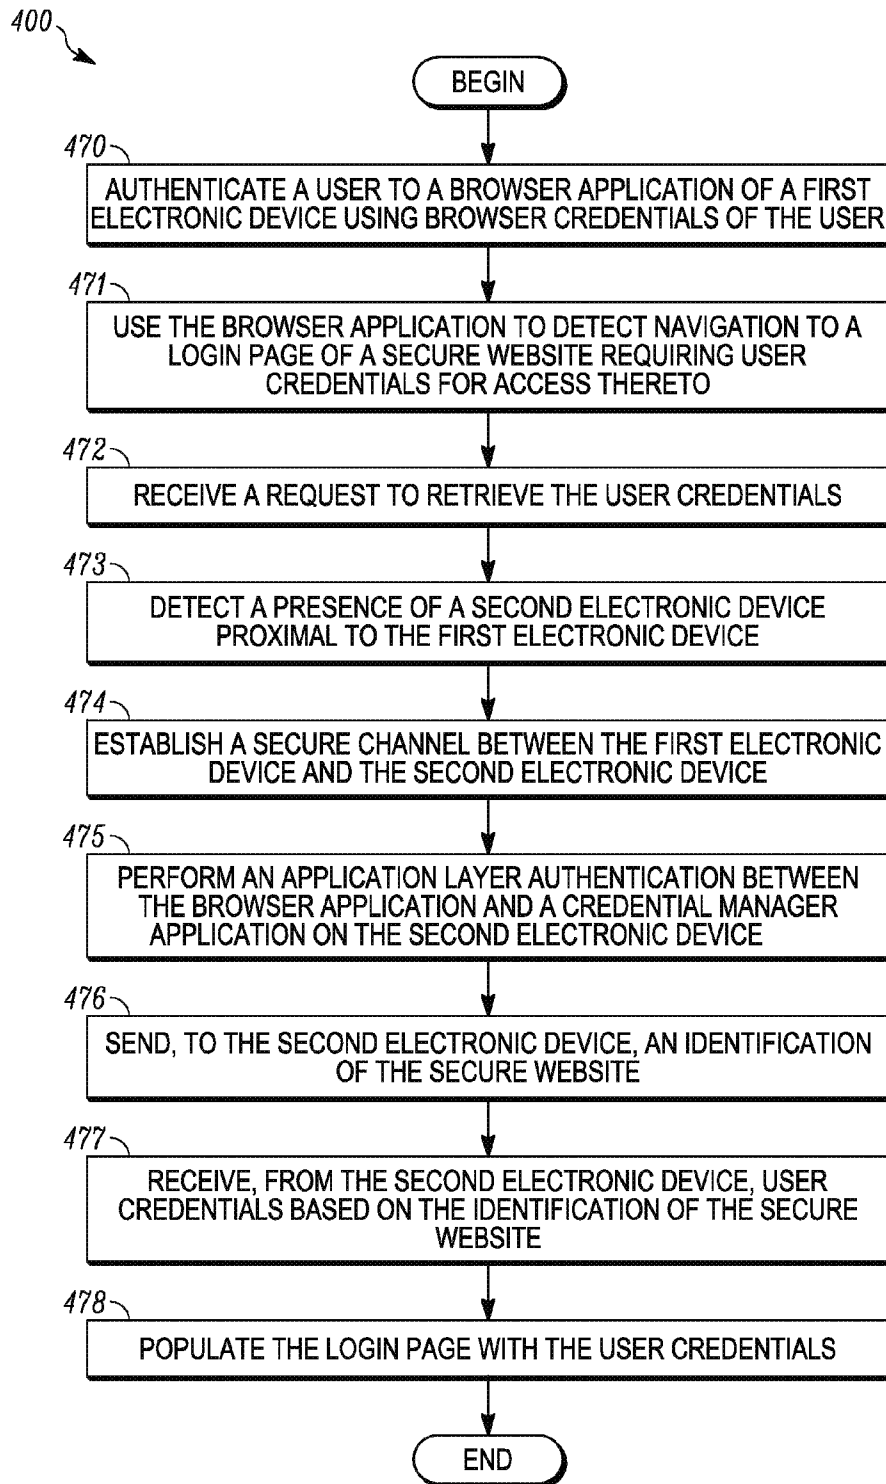 400
BEGIN
470
AUTHENTICATE A USER TO A BROWSER APPLICATION OF A FIRST
ELECTRONIC DEVICE USING BROWSER CREDENTIALS OF THE USER
471
USE THE BROWSER APPLICATION TO DETECT NAVIGATION TO A
LOGIN PAGE OF A SECURE WEBSITE REQUIRING USER
CREDENTIALS FOR ACCESS THERETO
472
RECEIVE A REQUEST TO RETRIEVE THE USER CREDENTIALS
473
DETECT A PRESENCE OF A SECOND ELECTRONIC DEVICE
PROXIMAL TO THE FIRST ELECTRONIC DEVICE
474
ESTABLISH A SECURE CHANNEL BETWEEN THE FIRST ELECTRONIC
DEVICE AND THE SECOND ELECTRONIC DEVICE
475
PERFORM AN APPLICATION LAYER AUTHENTICATION BETWEEN
THE BROWSER APPLICATION AND A CREDENTIAL MANAGER
APPLICATION ON THE SECOND ELECTRONIC DEVICE
476
SEND, TO THE SECOND ELECTRONIC DEVICE, AN IDENTIFICATION
OF THE SECURE WEBSITE
477
RECEIVE, FROM THE SECOND ELECTRONIC DEVICE, USER
CREDENTIALS BASED ON THE IDENTIFICATION OF THE SECURE
WEBSITE
478
POPULATE THE LOGIN PAGE WITH THE USER CREDENTIALS
END